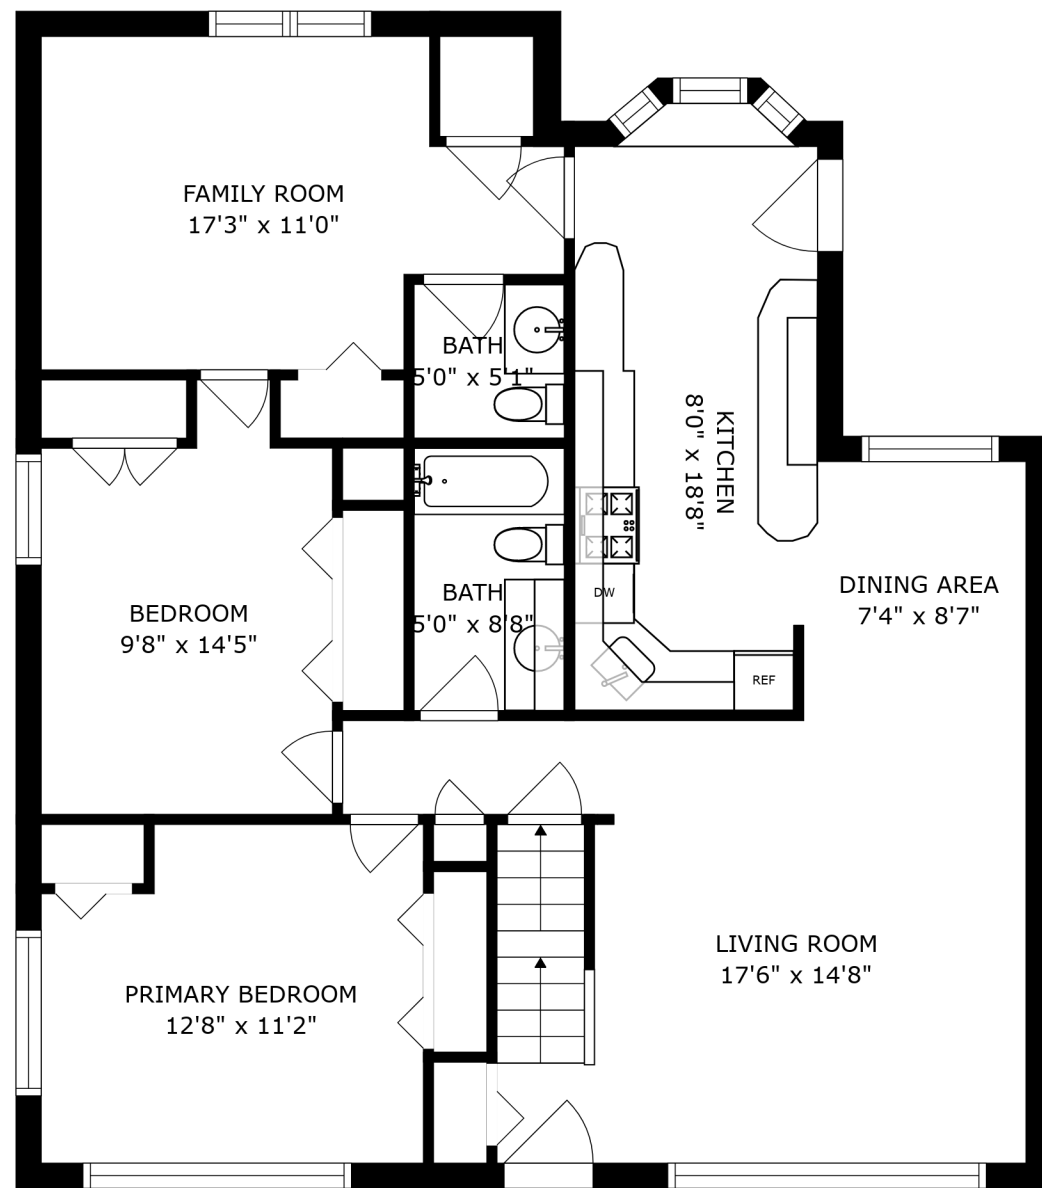 FAMILY ROOM
17'3" x 11'0"
BATH
5'0" x 5'1"
KITCHEN
8'0" x 18'8"
DINING AREA
7'4" x 8'7"
BEDROOM
9'8" x 14'5"
BATH
5'0" x 8'8"
DW
REF
LIVING ROOM
17'6" x 14'8"
PRIMARY BEDROOM
12'8" x 11'2"